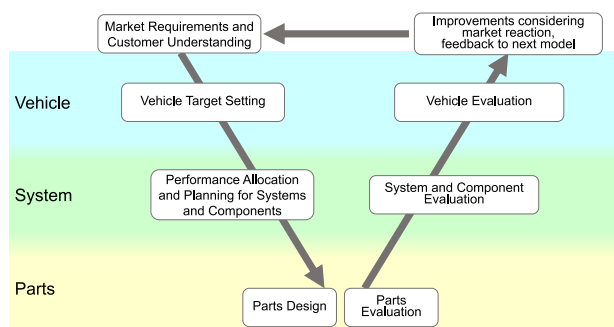 Market Requirements and
Customer Understanding
Improvements considering
market reaction,
feedback to next model
Vehicle
Vehicle Target Setting
Vehicle Evaluation
System
Performance Allocation
and Planning for Systems
and Components
System and Component
Evaluation
Parts
Parts Design
Parts
Evaluation